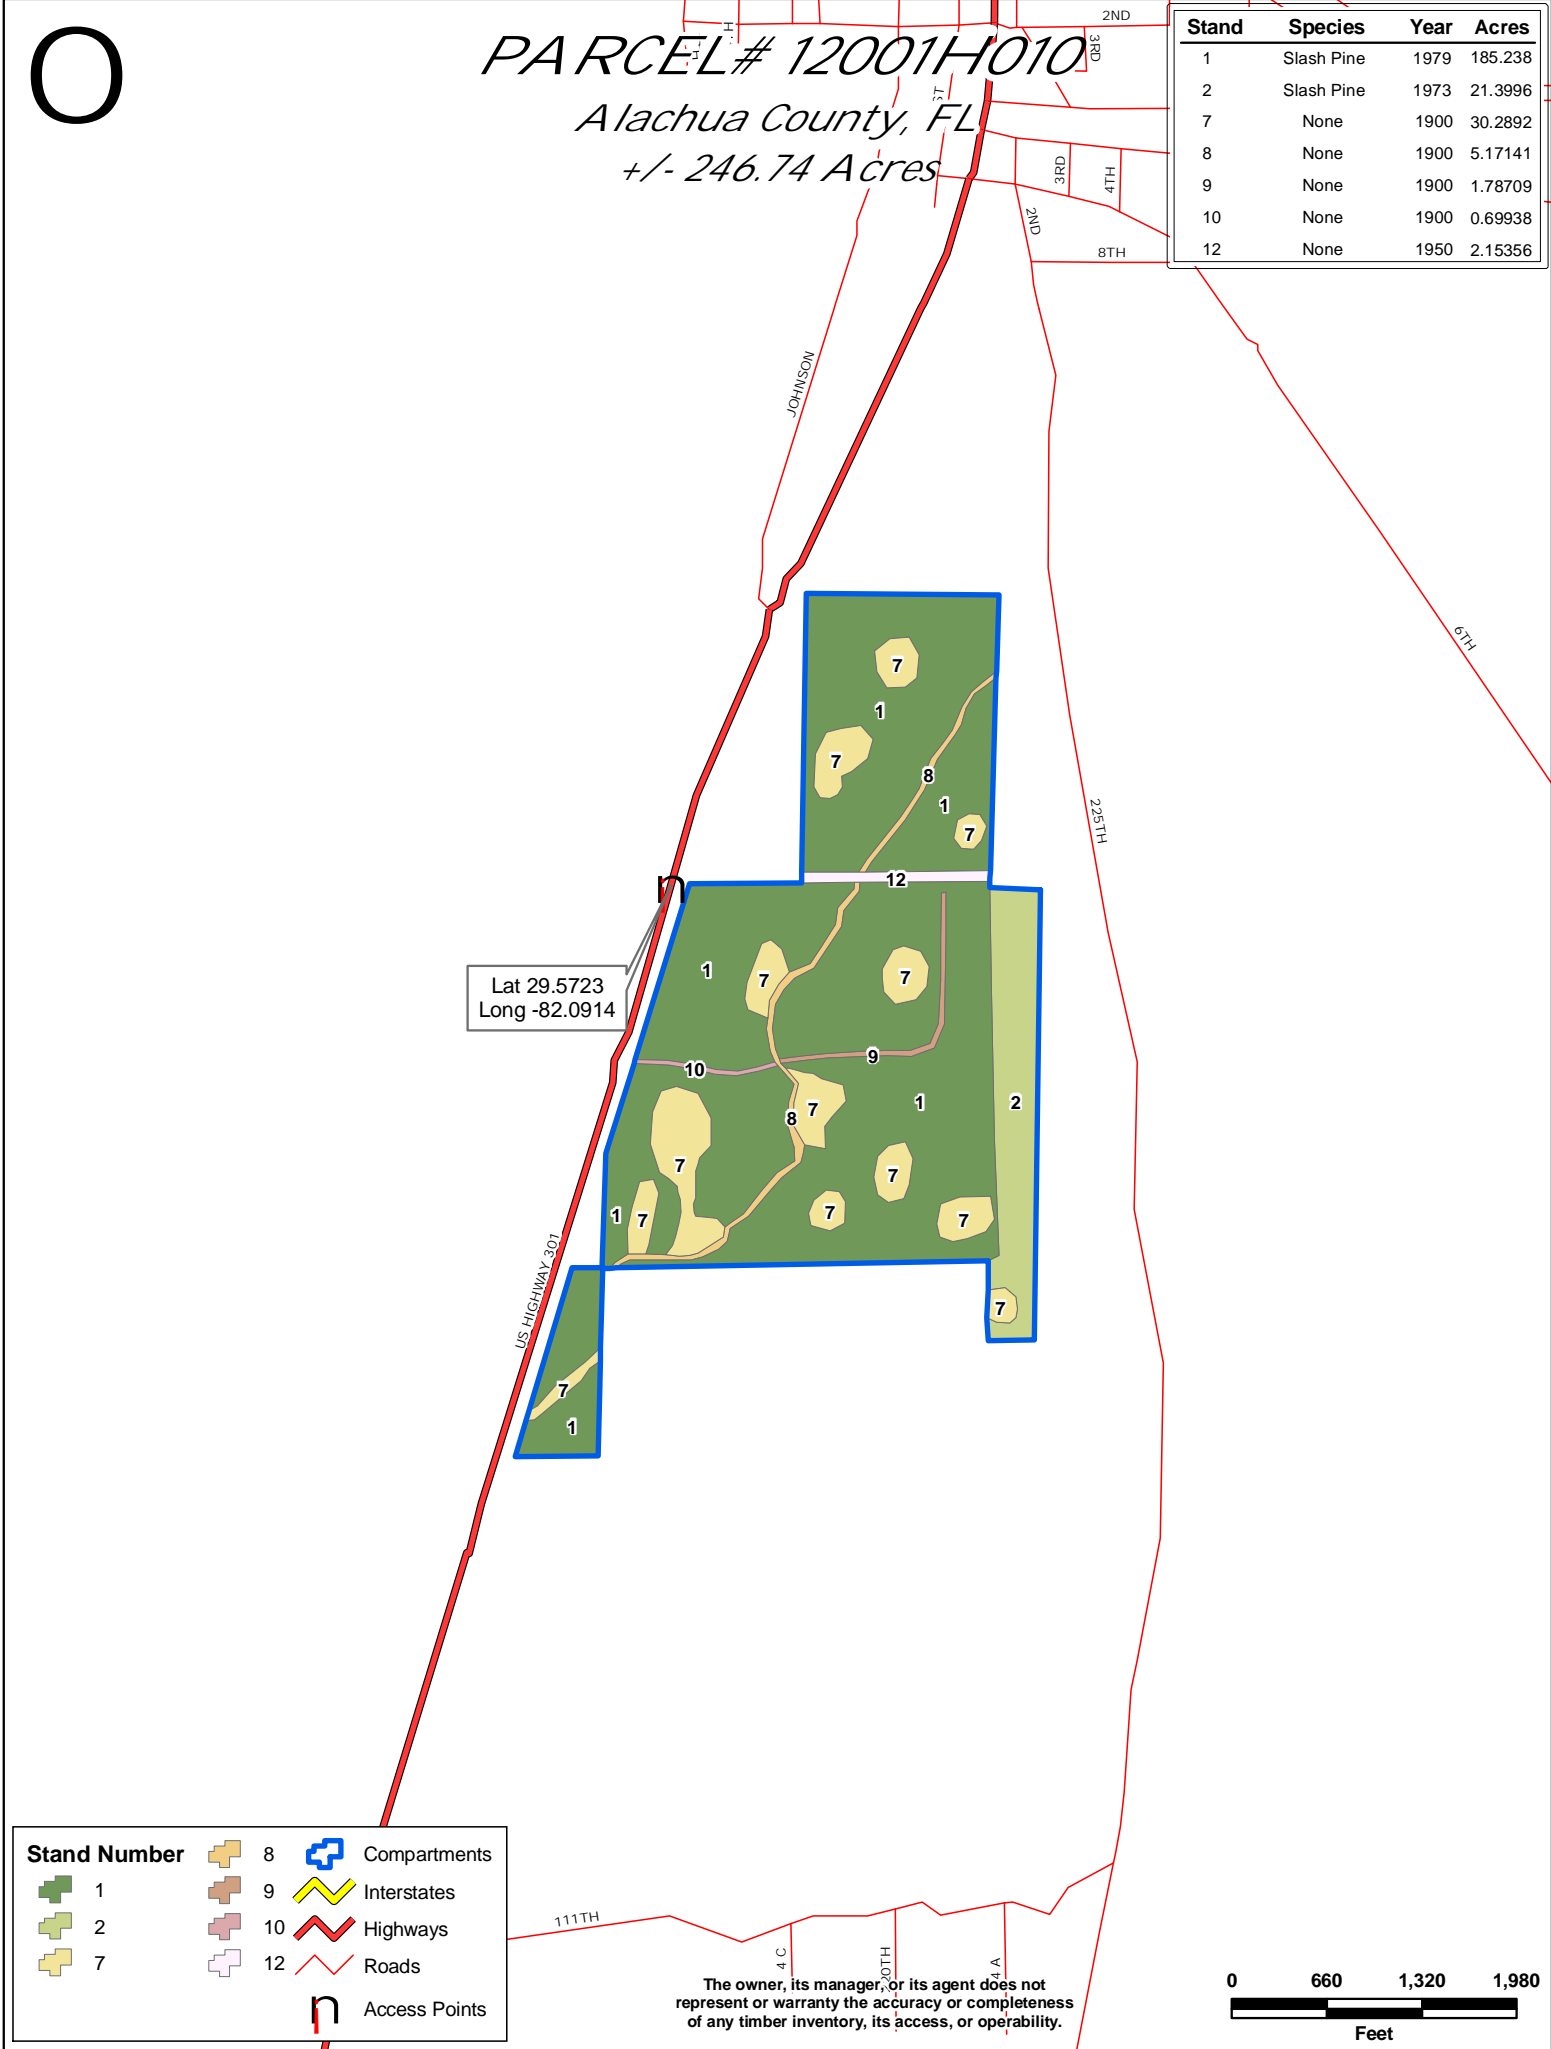 O
PARCEL# 12001H010
Alachua County, FL
+/- 246.74 Acres
Stand Species Year Acres
1 Slash Pine 1979 185.238
2 Slash Pine 1973 21.3996
7 None 1900 30.2892
8 None 1900 5.17141
9 None 1900 1.78709
10 None 1900 0.69938
12 None 1950 2.15356
2ND
3RD
ST
3RD
4TH
2ND
8TH
JOHNSON
6TH
7
1
7
8
1
7
225TH
12
n
1
7
7
Lat 29.5723
Long -82.0914
9
10
7
1
2
8
7
7
1
7
7
7
US HIGHWAY 301
7
7
1
Stand Number
1
2
7
8
9
10
12
Compartments
Interstates
Highways
Roads
n Access Points
111TH
4 C
4 A
The owner, its manager, or its agent does not
represent or warranty the accuracy or completeness
of any timber inventory, its access, or operability.
0 660 1,320 1,980
Feet